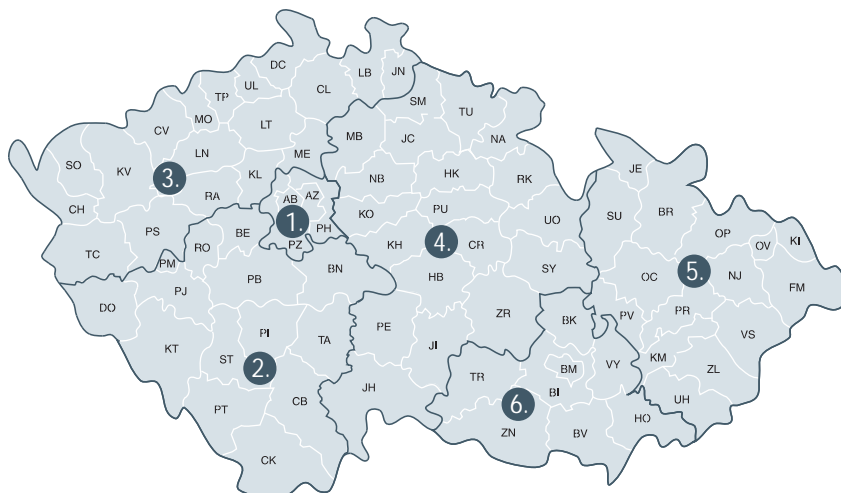 DC
LB
JN
UL
CL
TP
SM
TU
MO
CV
LT
MB
JC
NA
LN
ME
SO
KV
3.
KL
NB
HK
RK
JE
RA
AB
AZ
KO
PU
CH
1.
PH
UO
SU
BR
PS
BE
RO
PZ
KH
4.
CR
OP
OV
KI
TC
PM
BN
SY
OC
5.
NJ
PJ
PB
HB
FM
DO
ZR
BK
PV
PR
PI
TA
PE
JI
VS
KT
ST
2.
TR
BM
VY
KM
ZL
CB
JH
BI
PT
6.
UH
ZN
BV
HO
CK